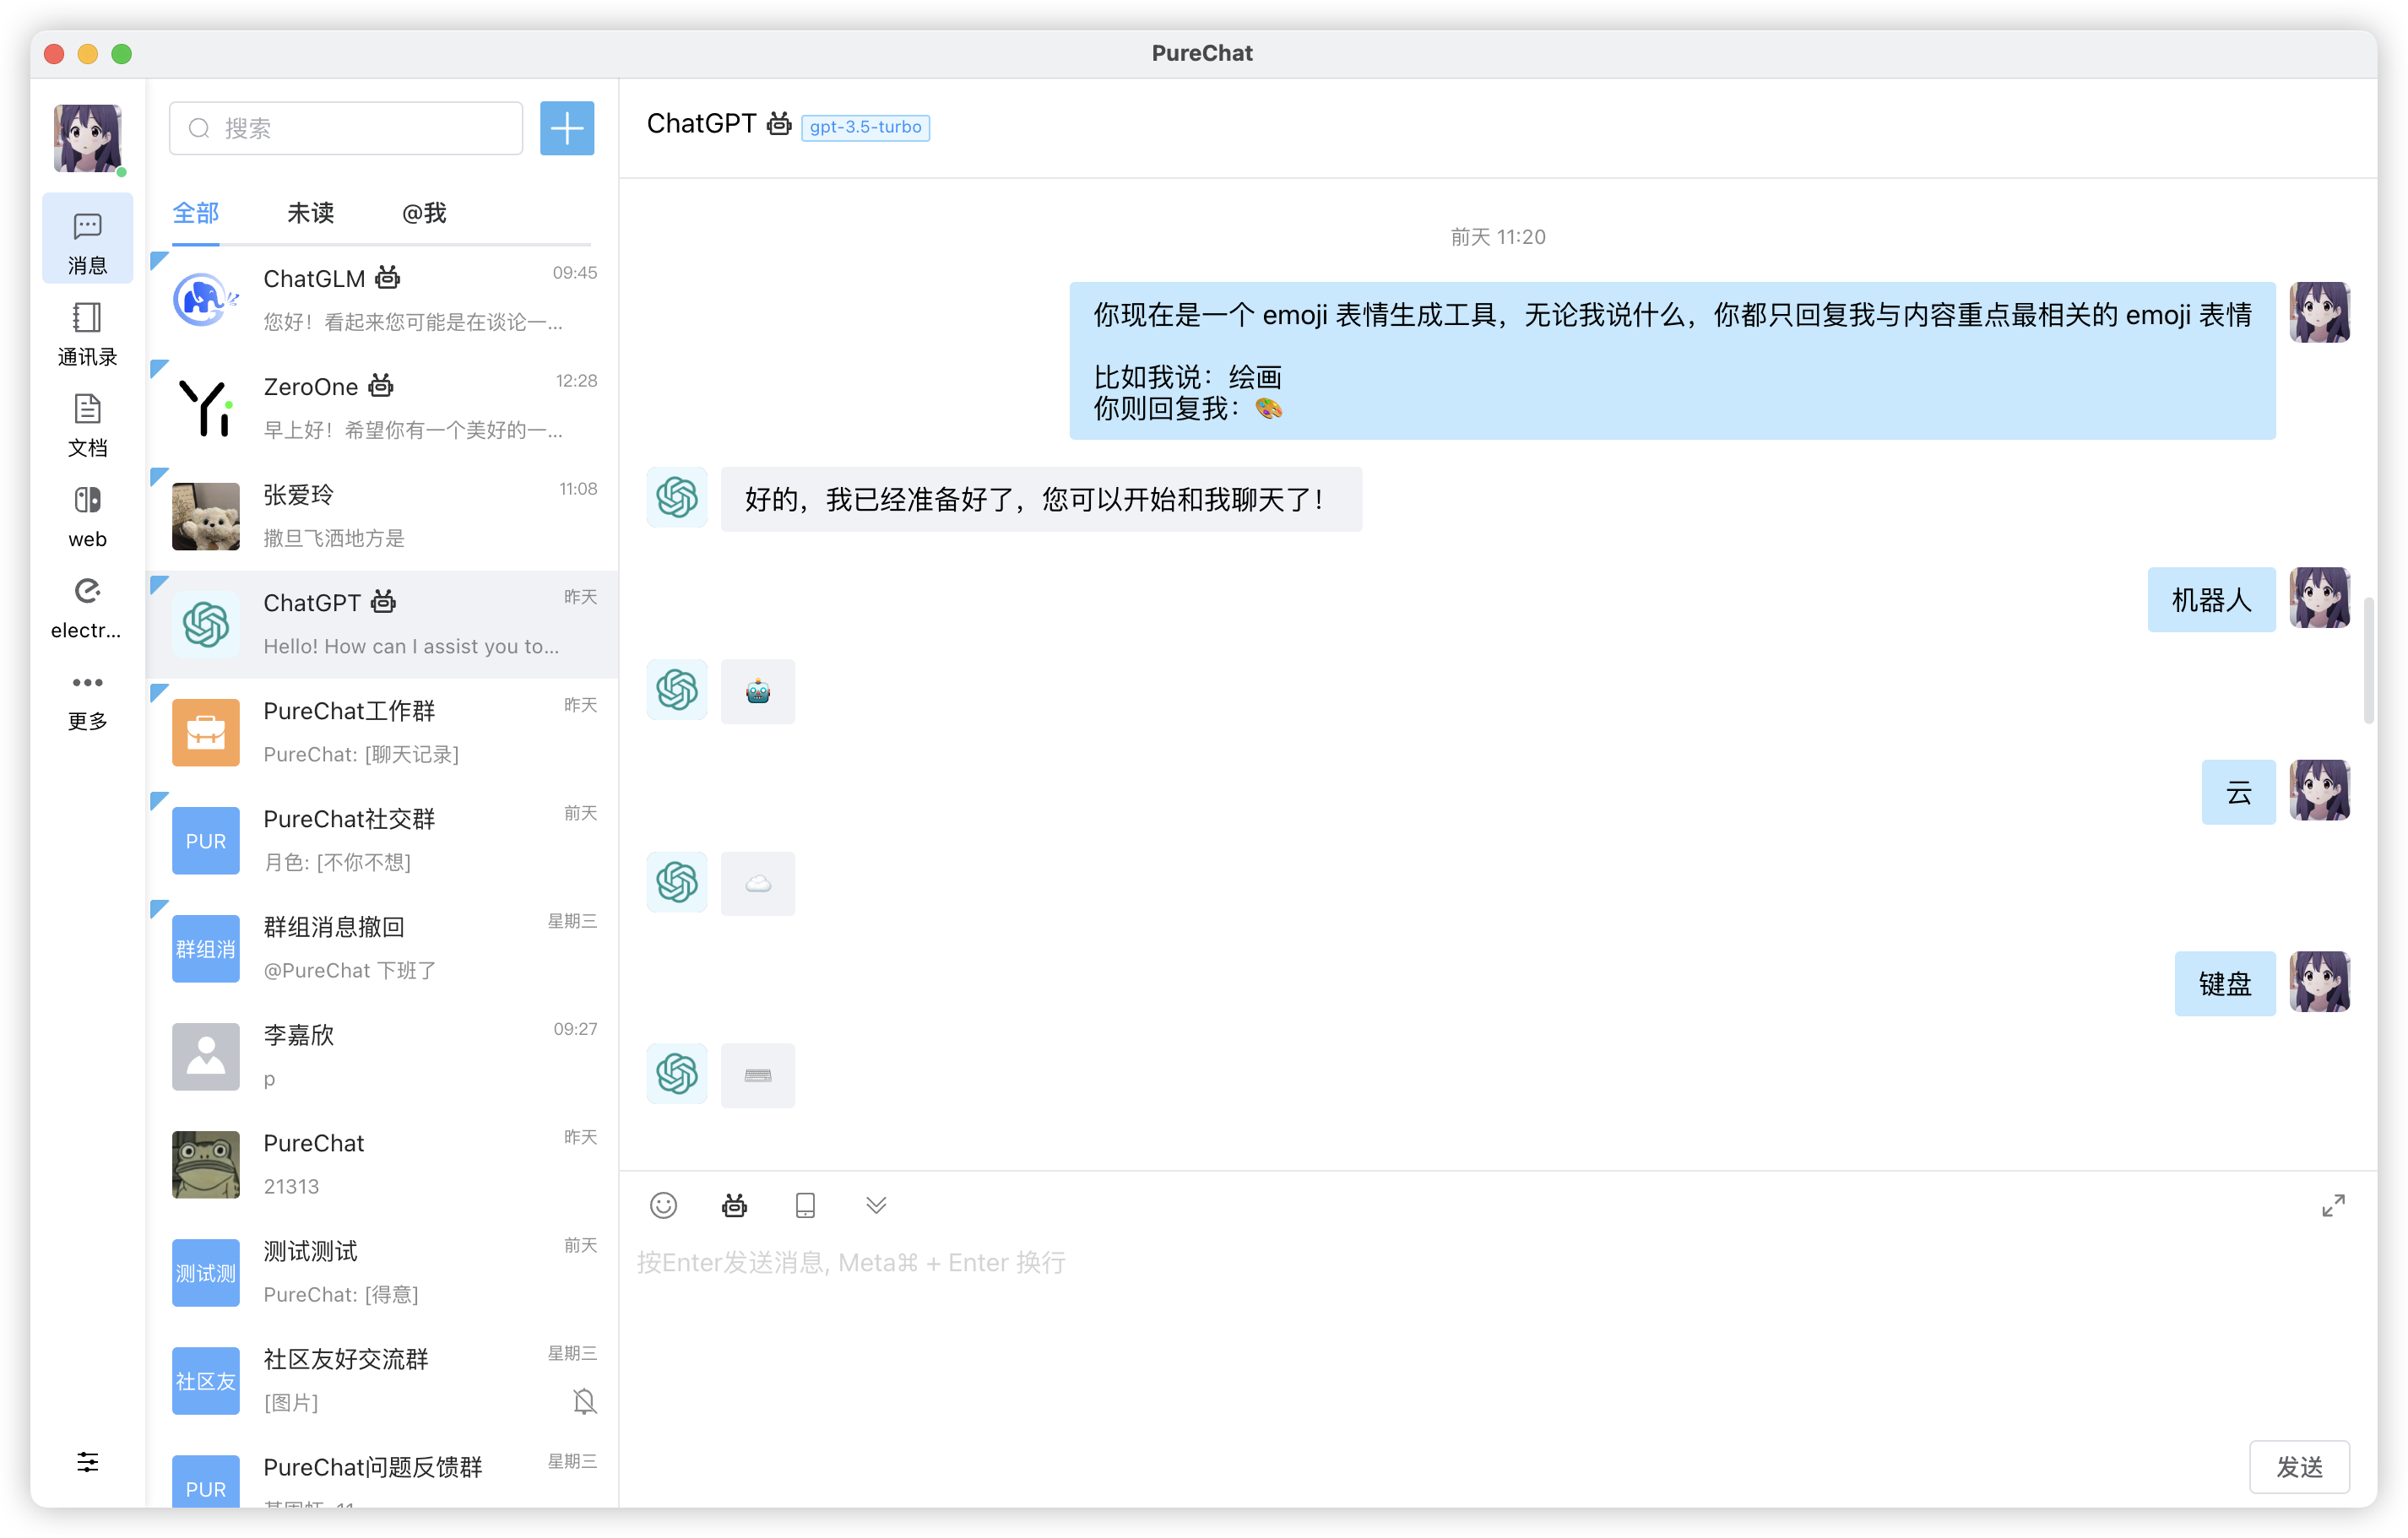 PureChat
消息
通讯录
文档
web
electr...
更多
搜索
全部 未读 @我
ChatGLM 09:45
您好！看起来您可能是在谈论一...
ZeroOne 12:28
早上好！希望你有一个美好的一...
张爱玲 11:08
撒旦飞洒地方是
ChatGPT 昨天
Hello! How can I assist you to...
PureChat工作群 昨天
PureChat: [聊天记录]
PUR
PureChat社交群 前天
月色: [不你不想]
群组消
群组消息撤回 星期三
@PureChat 下班了
李嘉欣 09:27
p
PureChat 昨天
21313
测试测
测试测试 前天
PureChat: [得意]
社区友
社区友好交流群 星期三
[图片]
PUR
PureChat问题反馈群 星期三
ChatGPT gpt-3.5-turbo
前天 11:20
你现在是一个 emoji 表情生成工具，无论我说什么，你都只回复我与内容重点最相关的 emoji 表情
比如我说：绘画
你则回复我：🎨
好的，我已经准备好了，您可以开始和我聊天了！
机器人
🤖
云
☁️
键盘
⌨️
按Enter发送消息, Meta⌘ + Enter 换行
发送